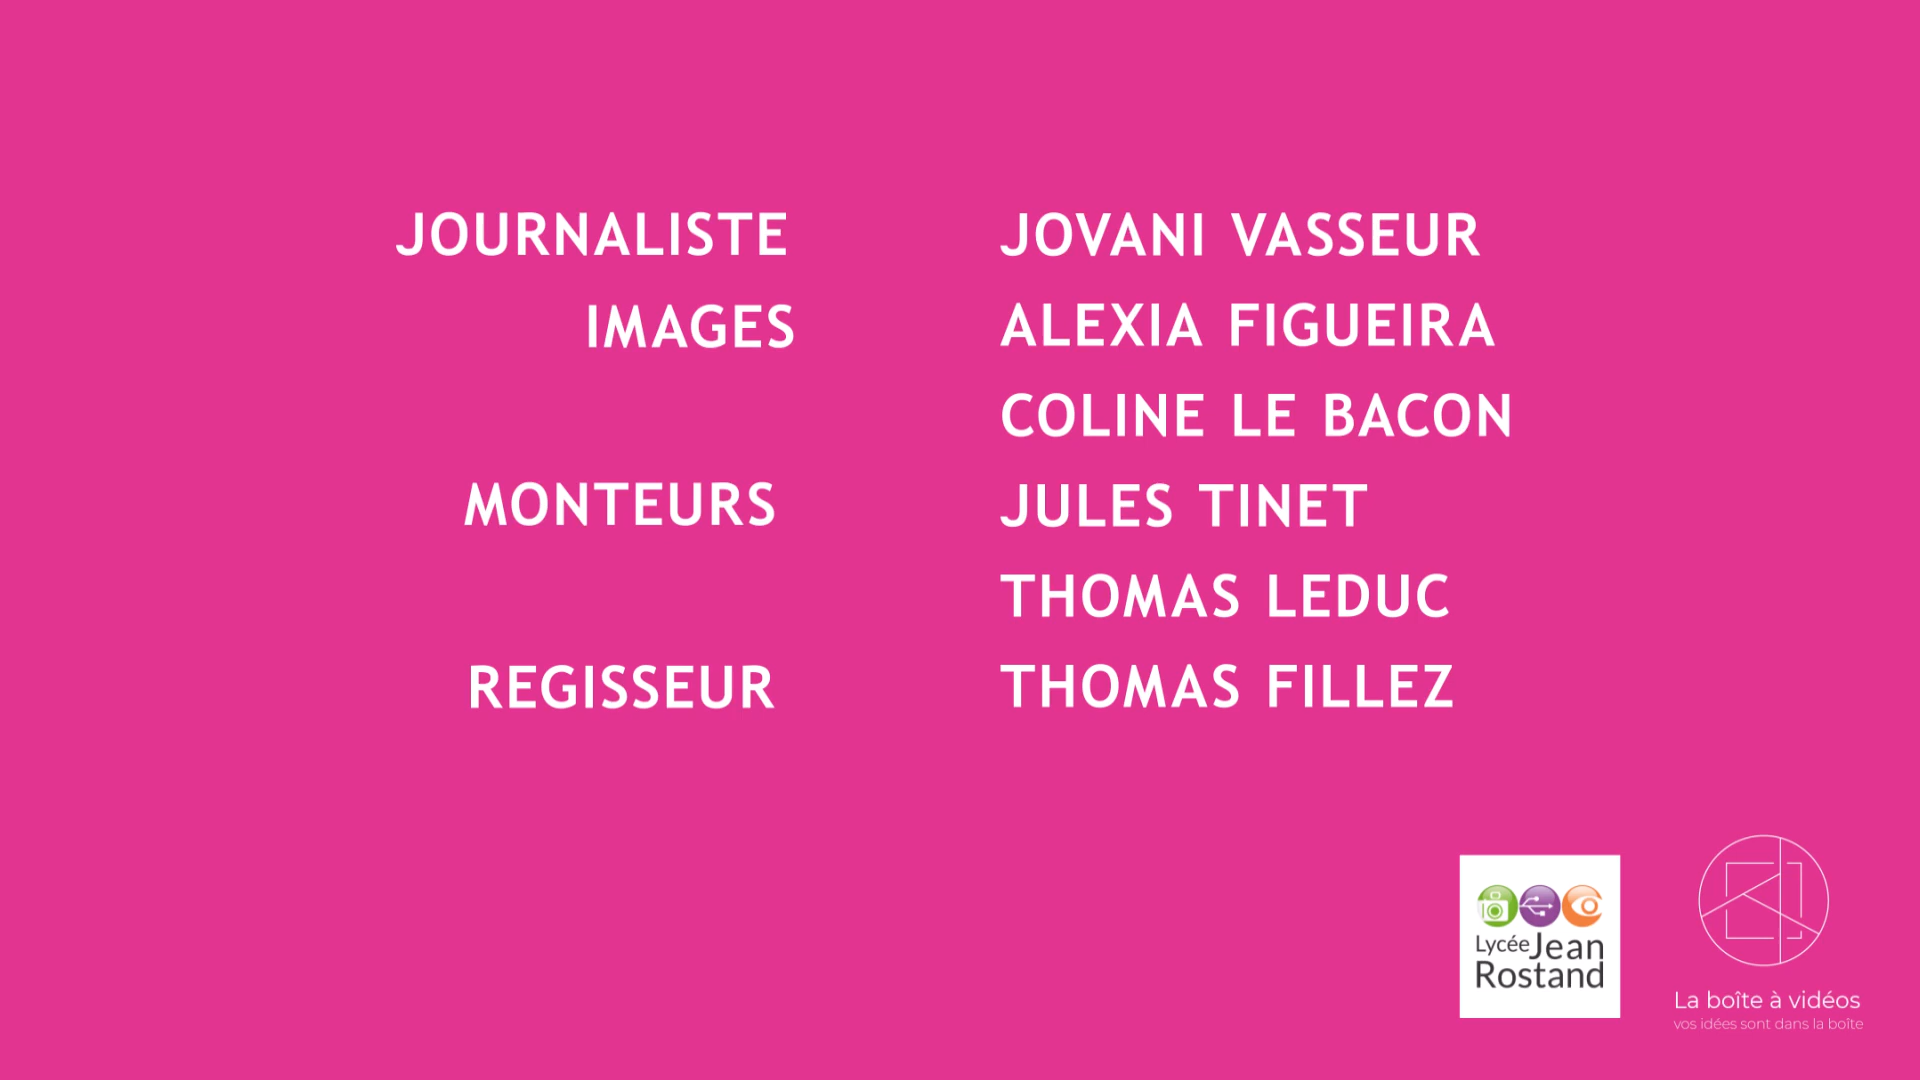 JOURNALISTE JOVANI VASSEUR
IMAGES ALEXIA FIGUEIRA
COLINE LE BACON
MONTEURS JULES TINET
THOMAS LEDUC
REGISSEUR THOMAS FILLEZ
Lycée Jean
Rostand
La boîte à vidéos
vos idées sont dans la boîte